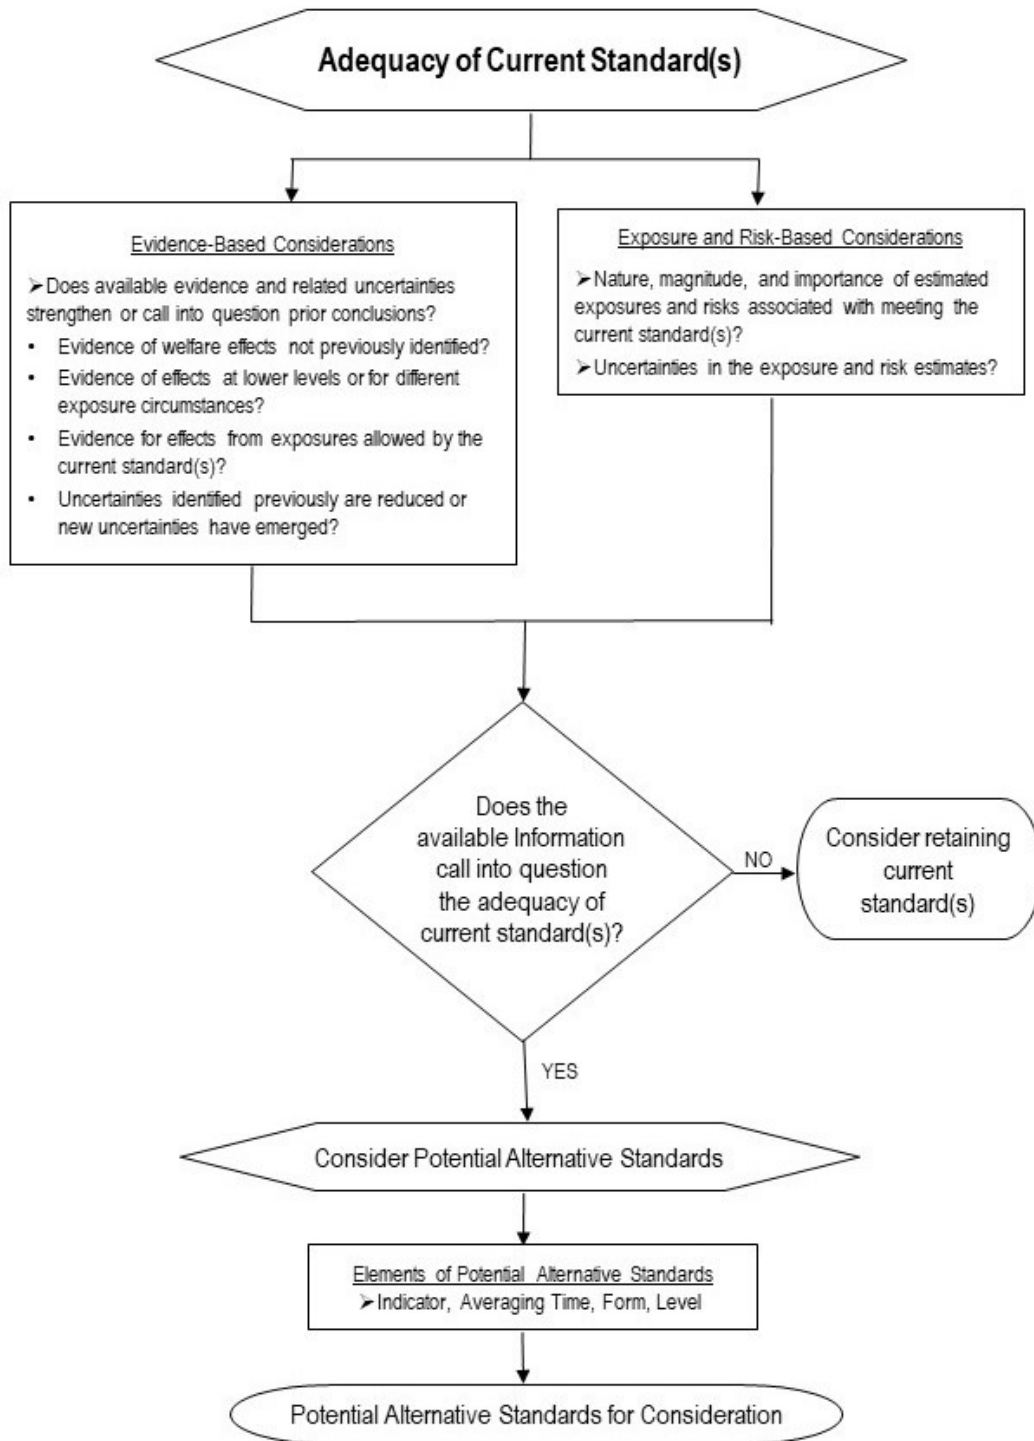 Adequacy of Current Standard(s)
Evidence-Based Considerations
➢Does available evidence and related uncertainties
strengthen or call into question prior conclusions?
• Evidence of welfare effects not previously identified?
• Evidence of effects at lower levels or for different
exposure circumstances?
• Evidence for effects from exposures allowed by the
current standard(s)?
• Uncertainties identified previously are reduced or
new uncertainties have emerged?
Exposure and Risk-Based Considerations
➢Nature, magnitude, and importance of estimated
exposures and risks associated with meeting the
current standard(s)?
➢Uncertainties in the exposure and risk estimates?
Does the
available Information
call into question
the adequacy of
current standard(s)?
NO
Consider retaining
current
standard(s)
YES
Consider Potential Alternative Standards
Elements of Potential Alternative Standards
➢Indicator, Averaging Time, Form, Level
Potential Alternative Standards for Consideration